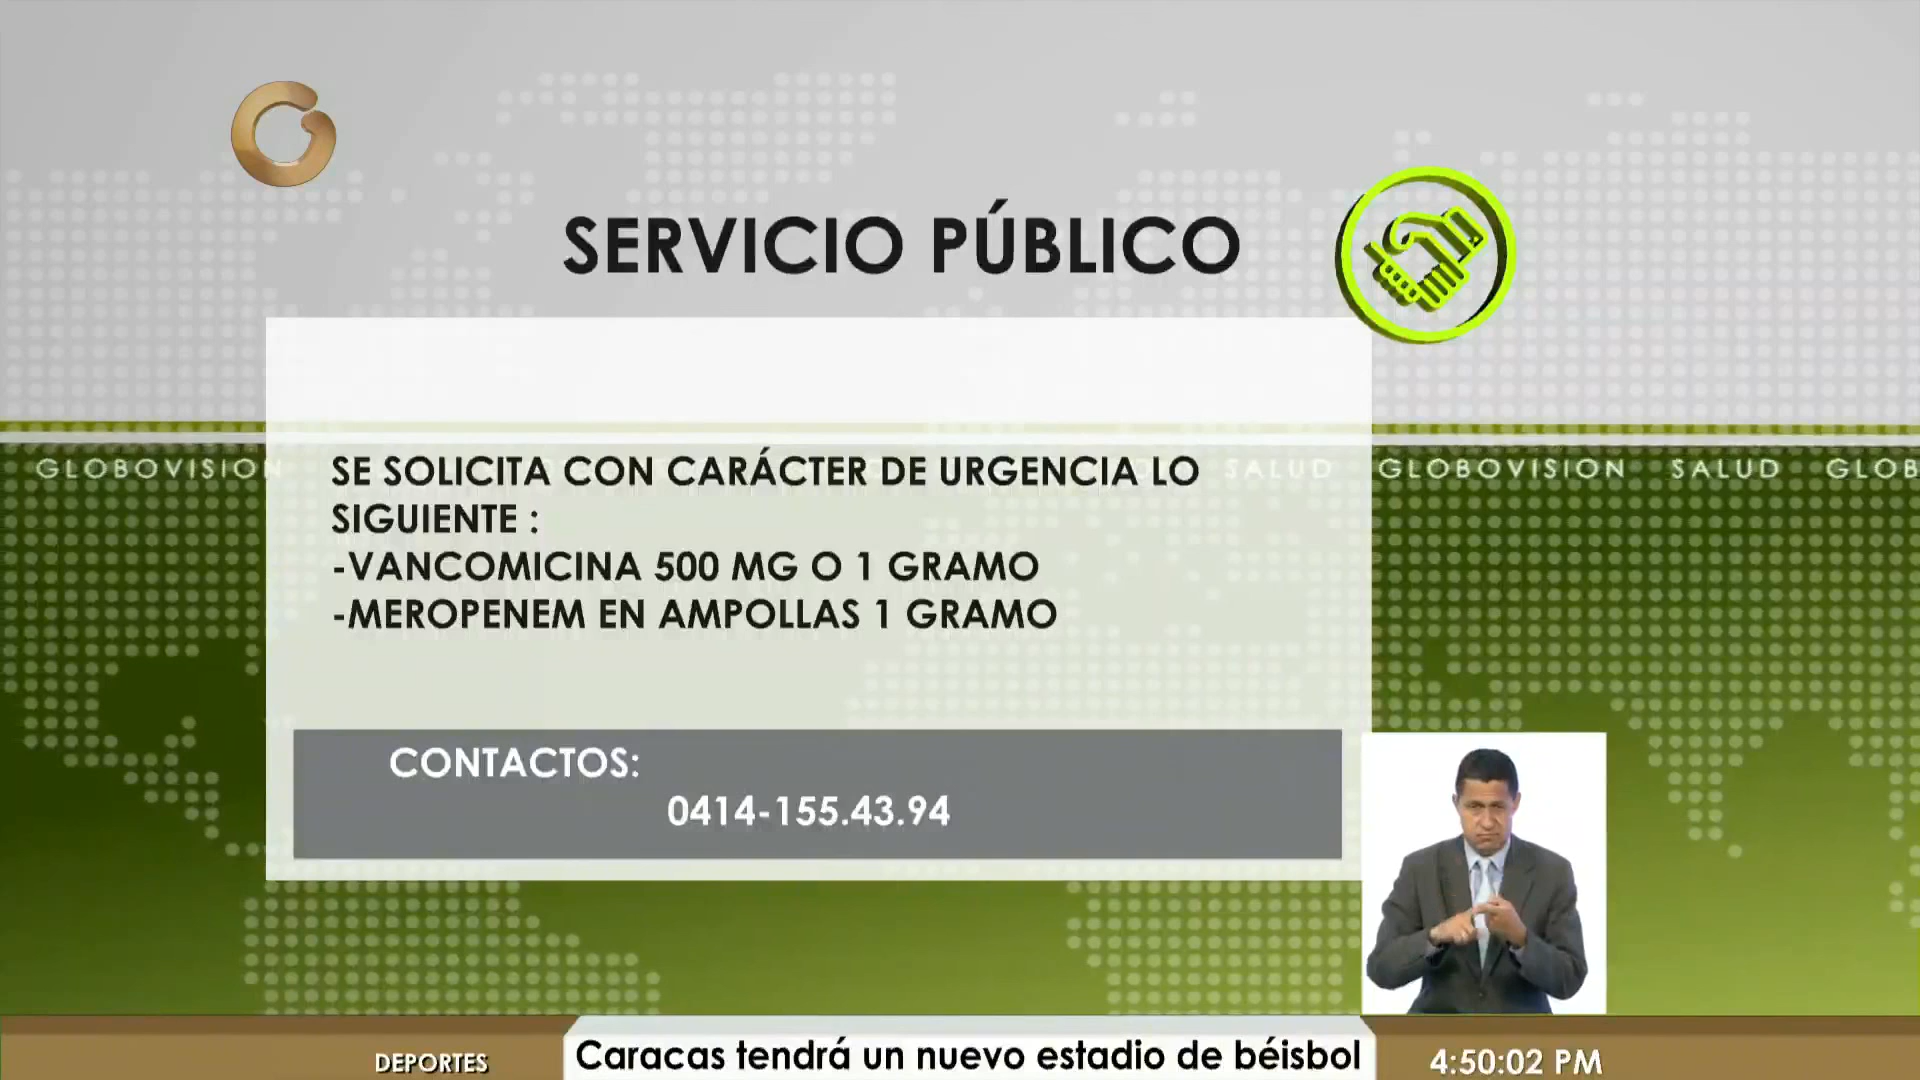 SERVICIO PÚBLICO
GLOBOVISION SALUD GLOBOVISION SALUD GLOB
SE SOLICITA CON CARÁCTER DE URGENCIA LO
SIGUIENTE :
-VANCOMICINA 500 MG O 1 GRAMO
-MEROPENEM EN AMPOLLAS 1 GRAMO
CONTACTOS:
0414-155.43.94
DEPORTES
Caracas tendrá un nuevo estadio de béisbol
4:50:02 PM